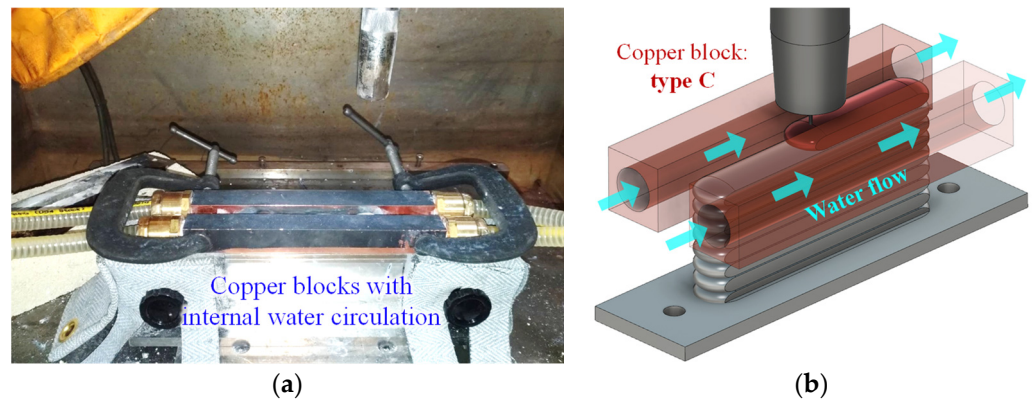 Copper blocks with
internal water circulation
(a)
Copper block:
type C
Water flow
(b)